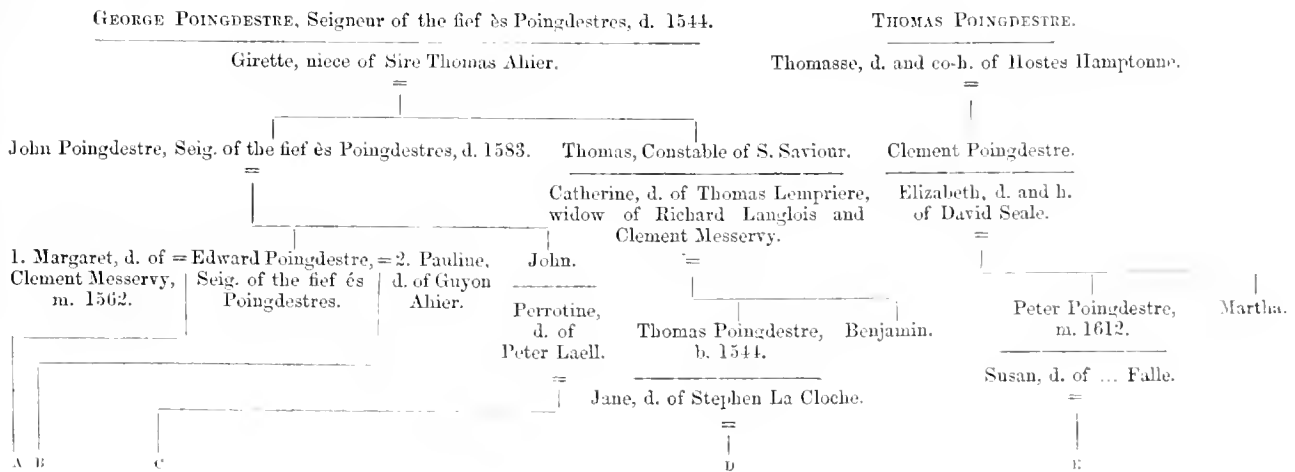 GEORGE POINGDESTRE, Seigneur of the fief ès Poingdestres, d. 1544.
Girette, niece of Sire Thomas Ahier.
=
THOMAS POINGDESTRE.
Thomasse, d. and co-h. of Hostes Hamptonne.
=
John Poingdestre, Seig. of the fief ès Poingdestres, d. 1583.
=
Thomas, Constable of S. Saviour.
Catherine, d. of Thomas Lempriere,
widow of Richard Langlois and
Clement Messervy.
=
Clement Poingdestre.
Elizabeth, d. and h.
of David Seale.
=
1. Margaret, d. of
Clement Messervy,
m. 1562.
= Edward Poingdestre, =
Seig. of the fief és
Poingdestres.
2. Pauline,
d. of Guyon
Ahier.
John.
Perrotine,
d. of
Peter Laell.
=
Thomas Poingdestre,
b. 1544.
Jane, d. of Stephen La Cloche.
=
Benjamin.
Peter Poingdestre,
m. 1612.
Susan, d. of ... Falle.
=
Martha.
A B C D E